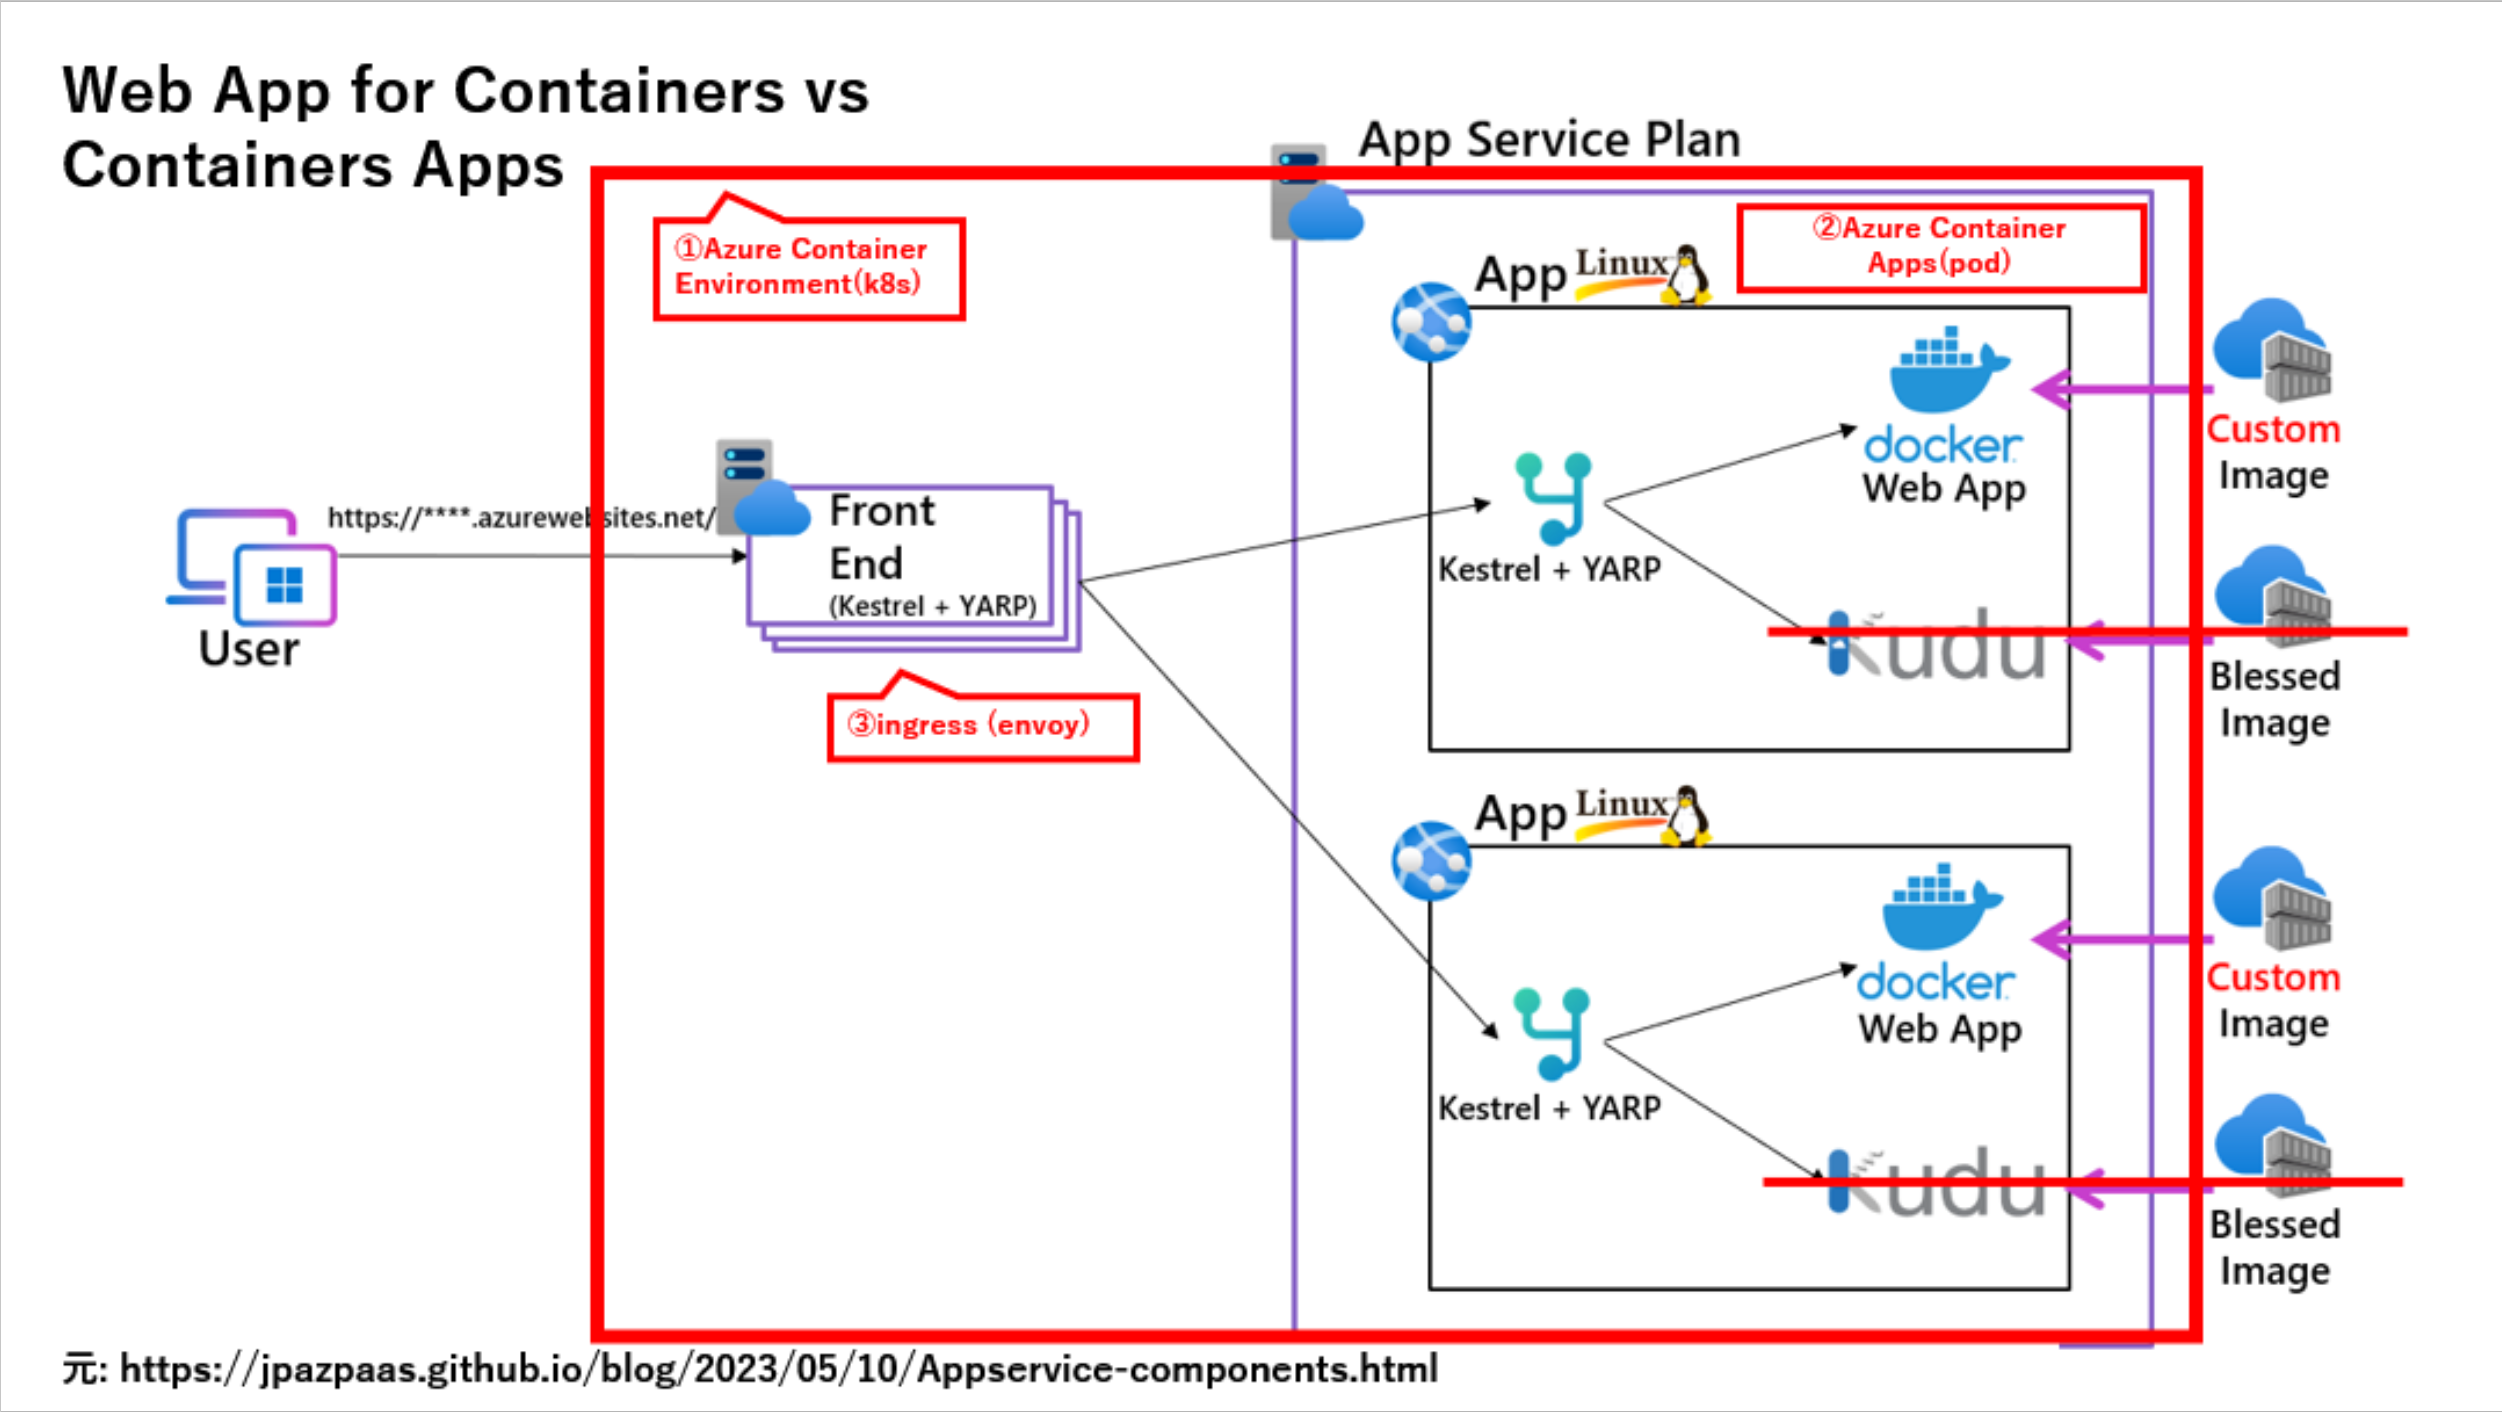 Web App for Containers vs
Containers Apps
App Service Plan
①Azure Container
Environment(k8s)
②Azure Container
Apps(pod)
App Linux
docker
Web App
Custom
Image
https://****.azurewebsites.net/
Front
End
(Kestrel + YARP)
Kestrel + YARP
User
kudu
Blessed
Image
③ingress (envoy)
App Linux
docker
Web App
Custom
Image
Kestrel + YARP
kudu
Blessed
Image
元: https://jpazpaas.github.io/blog/2023/05/10/Appservice-components.html